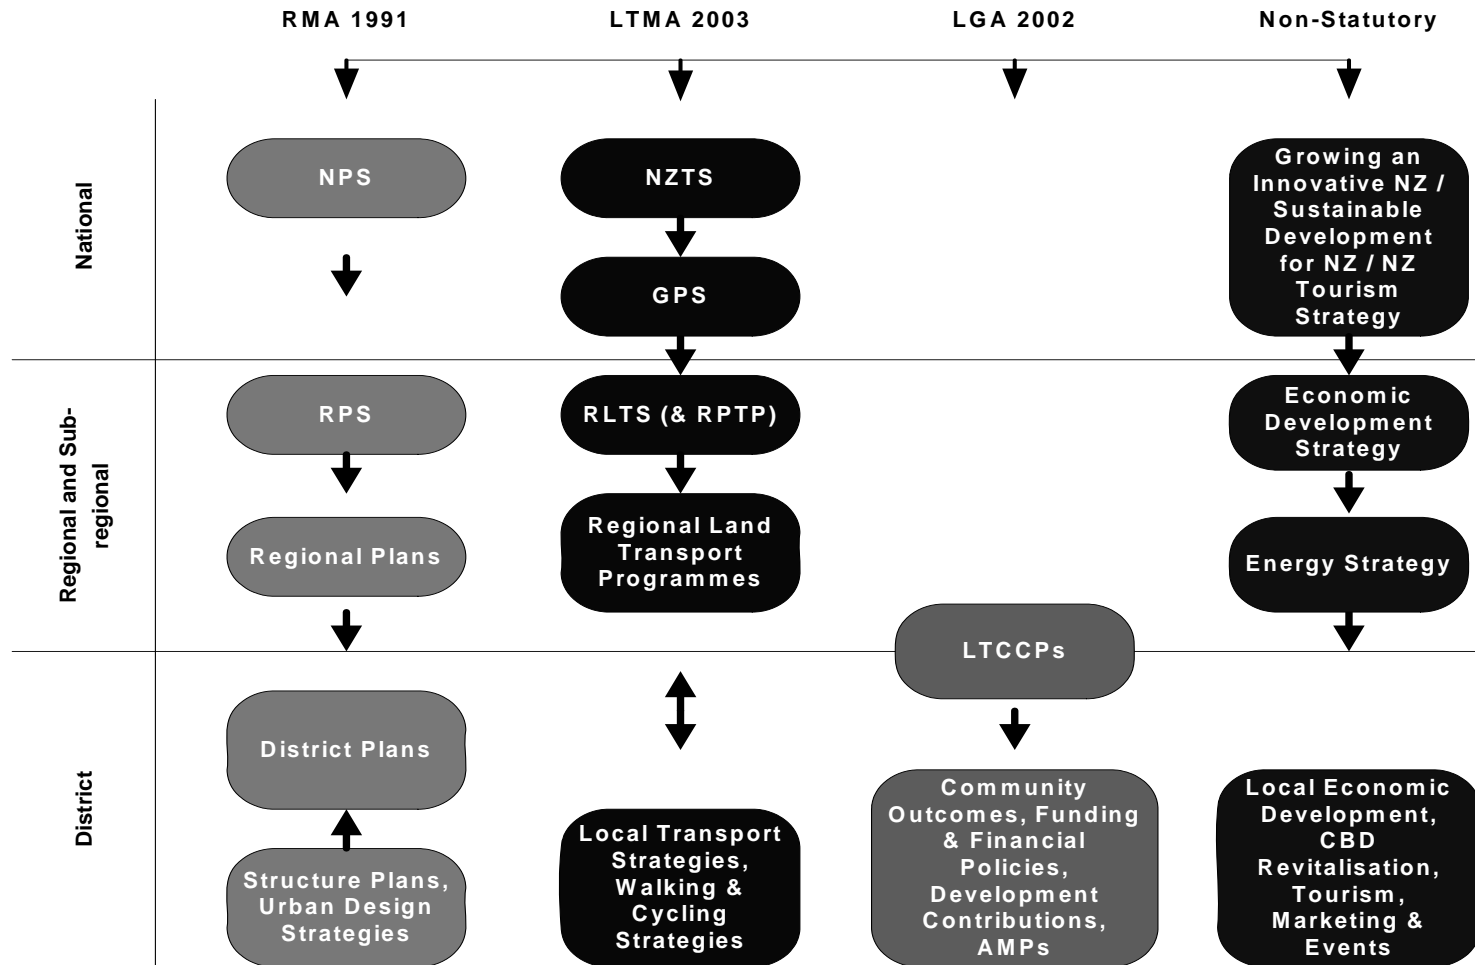 RMA 1991
LTMA 2003
LGA 2002
Non-Statutory
National
NPS
NZTS
GPS
Growing an
Innovative NZ /
Sustainable
Development
for NZ / NZ
Tourism
Strategy
Regional and Sub-
regional
RPS
RLTS (& RPTP)
Economic
Development
Strategy
Regional Plans
Regional Land
Transport
Programmes
Energy Strategy
LTCCPs
District
District Plans
Structure Plans,
Urban Design
Strategies
Local Transport
Strategies,
Walking &
Cycling
Strategies
Community
Outcomes, Funding
& Financial
Policies,
Development
Contributions,
AMPs
Local Economic
Development,
CBD
Revitalisation,
Tourism,
Marketing &
Events